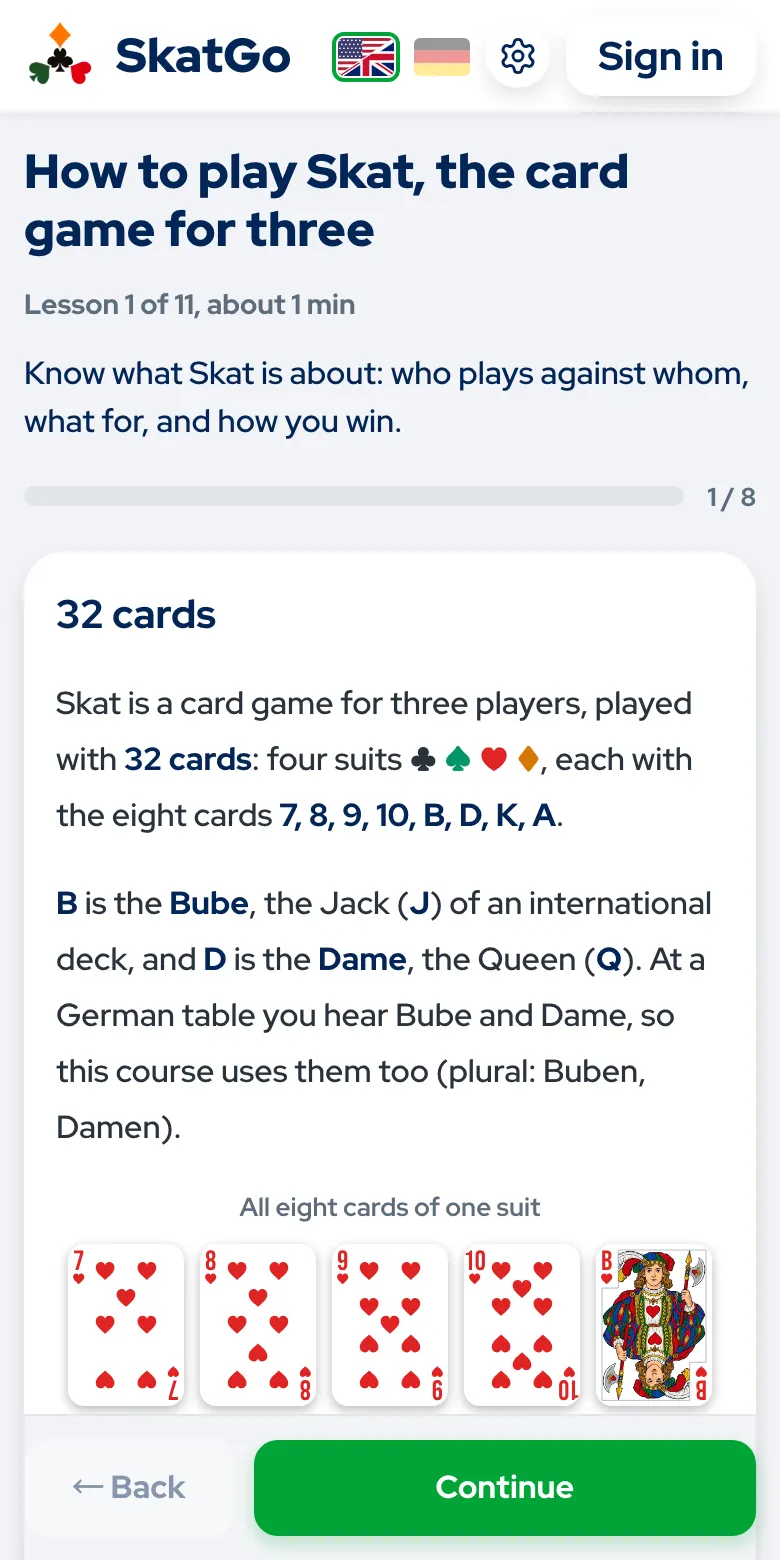 SkatGo
Sign in
How to play Skat, the card
game for three
Lesson 1 of 11, about 1 min
Know what Skat is about: who plays against whom,
what for, and how you win.
1 / 8
32 cards
Skat is a card game for three players, played
with 32 cards: four suits ♣ ♠ ♥ ♦, each with
the eight cards 7, 8, 9, 10, B, D, K, A.
B is the Bube, the Jack (J) of an international
deck, and D is the Dame, the Queen (Q). At a
German table you hear Bube and Dame, so
this course uses them too (plural: Buben,
Damen).
All eight cards of one suit
7 8 9 10 B
7 8 9 10 B
← Back
Continue